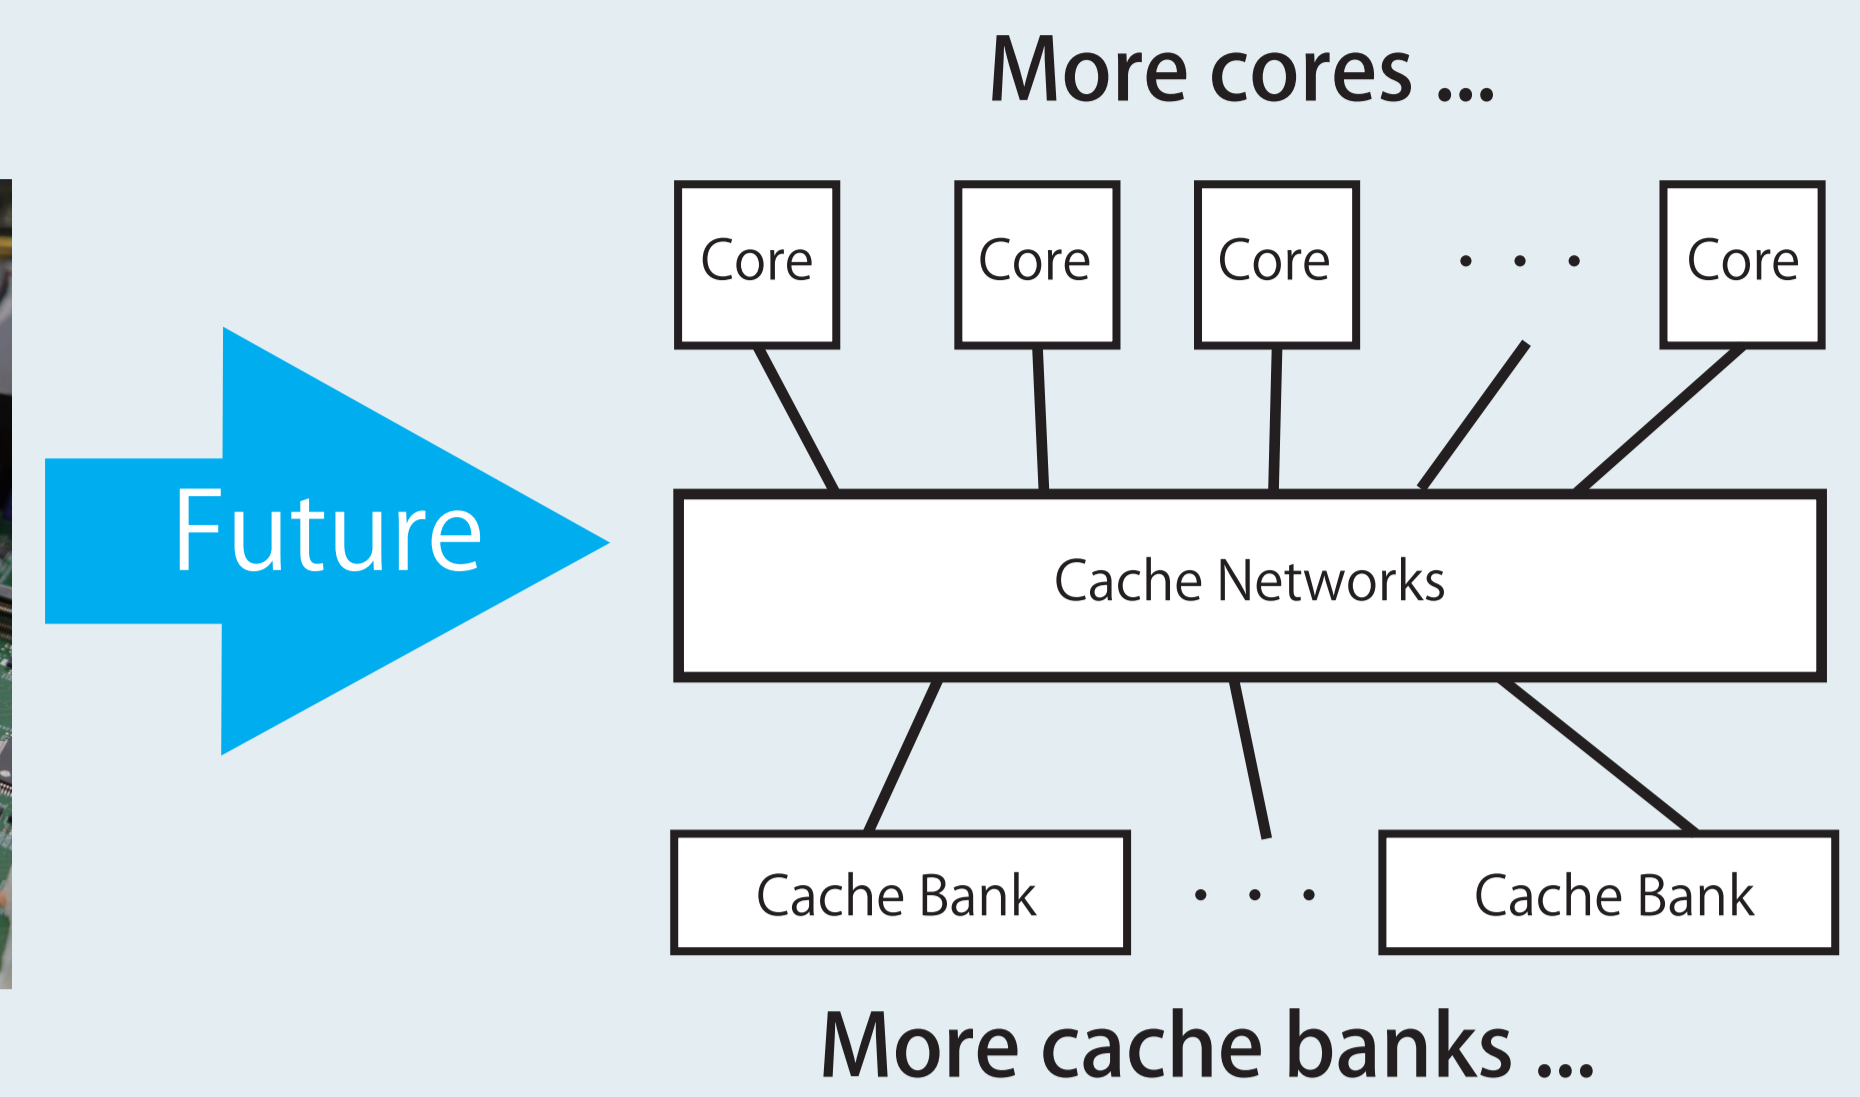 More cores ...
Core Core Core . . . Core
Future
Cache Networks
Cache Bank . . . Cache Bank
More cache banks ...